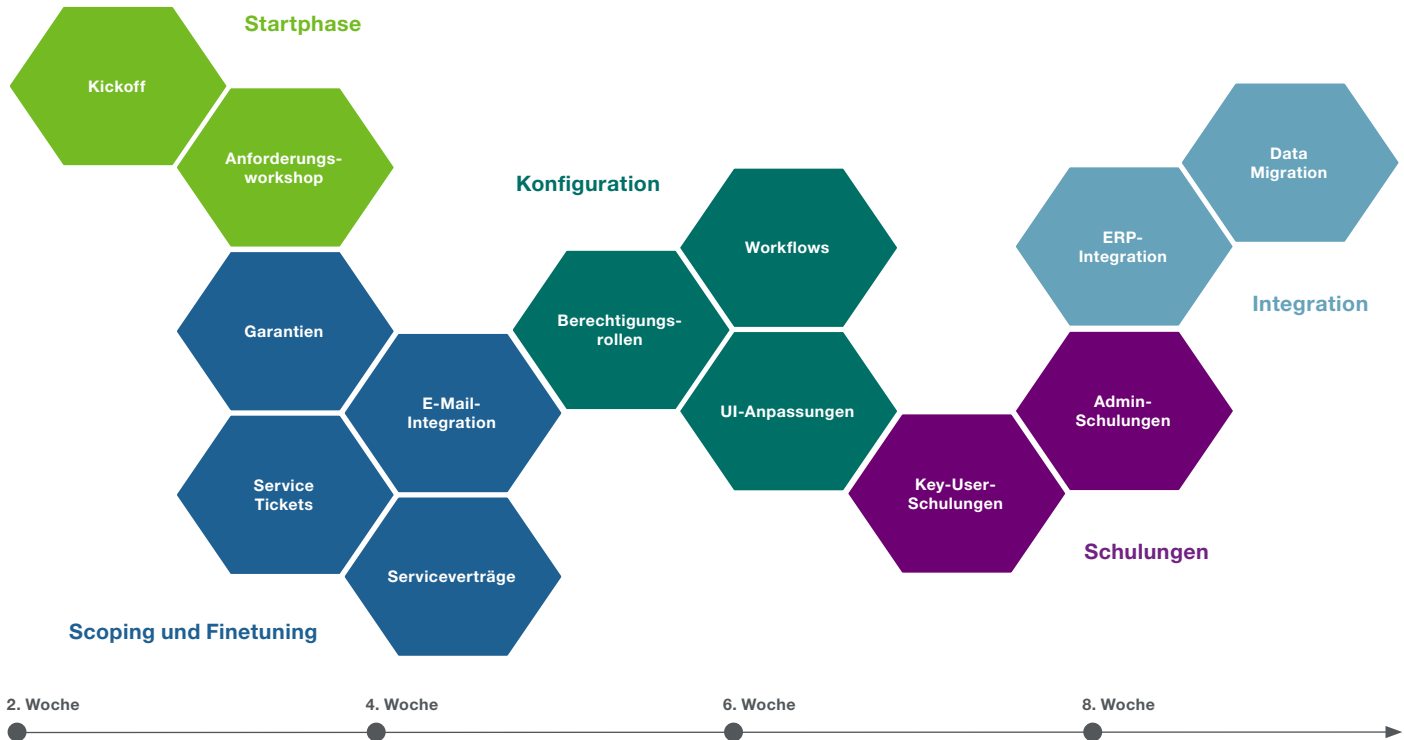 Startphase
Kickoff
Anforderungs-
workshop
Garantien
E-Mail-
Integration
Service
Tickets
Serviceverträge
Scoping und Finetuning
Konfiguration
Workflows
Berechtigungs-
rollen
UI-Anpassungen
Key-User-
Schulungen
Admin-
Schulungen
Schulungen
ERP-
Integration
Data
Migration
Integration
2. Woche
4. Woche
6. Woche
8. Woche